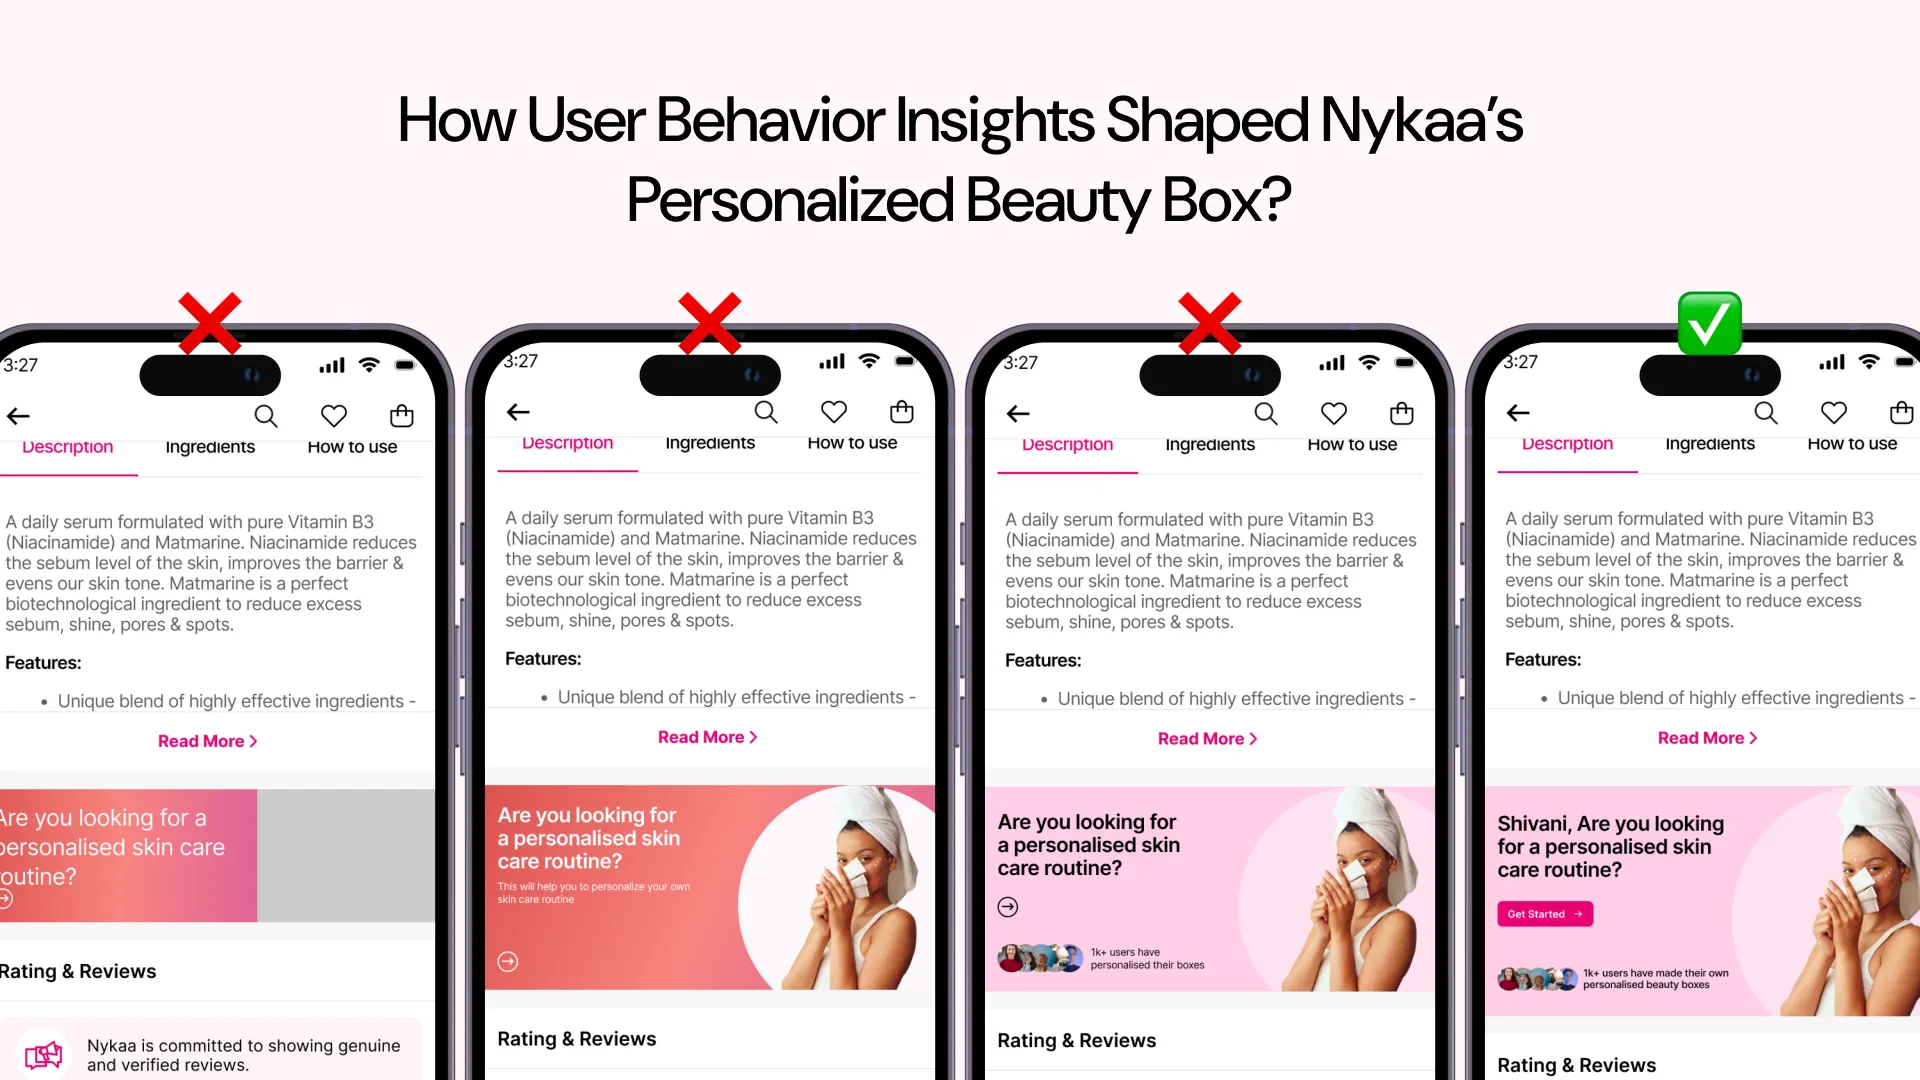 How User Behavior Insights Shaped Nykaa’s
Personalized Beauty Box?
3:27
Description Ingredients How to use
A daily serum formulated with pure Vitamin B3
(Niacinamide) and Matmarine. Niacinamide reduces
the sebum level of the skin, improves the barrier &
evens our skin tone. Matmarine is a perfect
biotechnological ingredient to reduce excess
sebum, shine, pores & spots.
Features:
• Unique blend of highly effective ingredients -
Read More
Are you looking for a
personalised skin care
routine?
Rating & Reviews
Nykaa is committed to showing genuine
and verified reviews.
3:27
Description Ingredients How to use
A daily serum formulated with pure Vitamin B3
(Niacinamide) and Matmarine. Niacinamide reduces
the sebum level of the skin, improves the barrier &
evens our skin tone. Matmarine is a perfect
biotechnological ingredient to reduce excess
sebum, shine, pores & spots.
Features:
• Unique blend of highly effective ingredients -
Read More
Are you looking for
a personalised skin
care routine?
This will help you to personalize your own
skin care routine
Rating & Reviews
3:27
Description Ingredients How to use
A daily serum formulated with pure Vitamin B3
(Niacinamide) and Matmarine. Niacinamide reduces
the sebum level of the skin, improves the barrier &
evens our skin tone. Matmarine is a perfect
biotechnological ingredient to reduce excess
sebum, shine, pores & spots.
Features:
• Unique blend of highly effective ingredients -
Read More
Are you looking for
a personalised skin
care routine?
1k+ users have
personalised their boxes
Rating & Reviews
3:27
Description Ingredients How to use
A daily serum formulated with pure Vitamin B3
(Niacinamide) and Matmarine. Niacinamide reduces
the sebum level of the skin, improves the barrier &
evens our skin tone. Matmarine is a perfect
biotechnological ingredient to reduce excess
sebum, shine, pores & spots.
Features:
• Unique blend of highly effective ingredients -
Read More
Shivani, Are you looking
for a personalised skin
care routine?
Get Started
1k+ users have made their own
personalised beauty boxes
Rating & Reviews